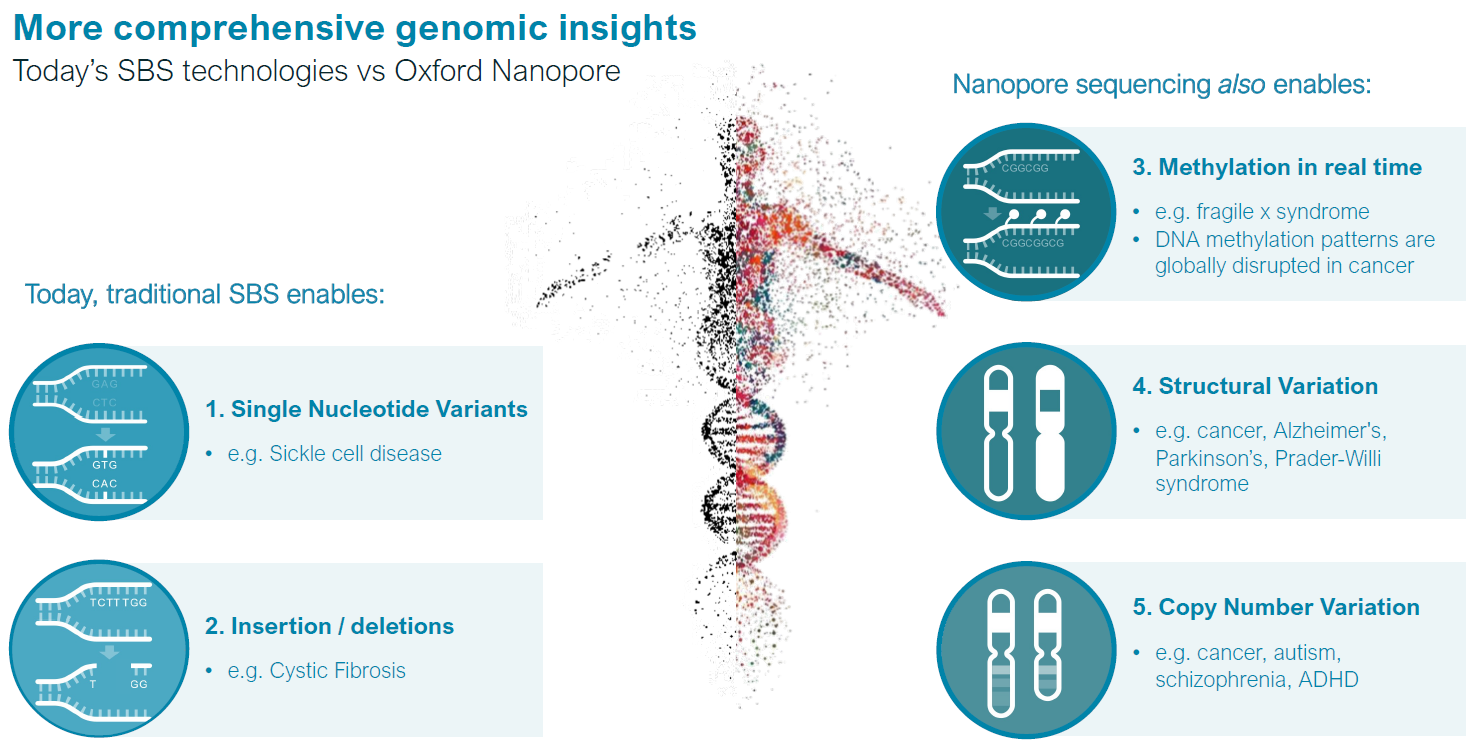 More comprehensive genomic insights
Today's SBS technologies vs Oxford Nanopore
Today, traditional SBS enables:
GAG
CTC
GTG
CAC
1. Single Nucleotide Variants
• e.g. Sickle cell disease
TCTTTGG
T GG
2. Insertion / deletions
• e.g. Cystic Fibrosis
Nanopore sequencing also enables:
CGGCGG
CGGCGGCG
3. Methylation in real time
• e.g. fragile x syndrome
• DNA methylation patterns are
globally disrupted in cancer
4. Structural Variation
• e.g. cancer, Alzheimer's,
Parkinson's, Prader-Willi
syndrome
5. Copy Number Variation
• e.g. cancer, autism,
schizophrenia, ADHD